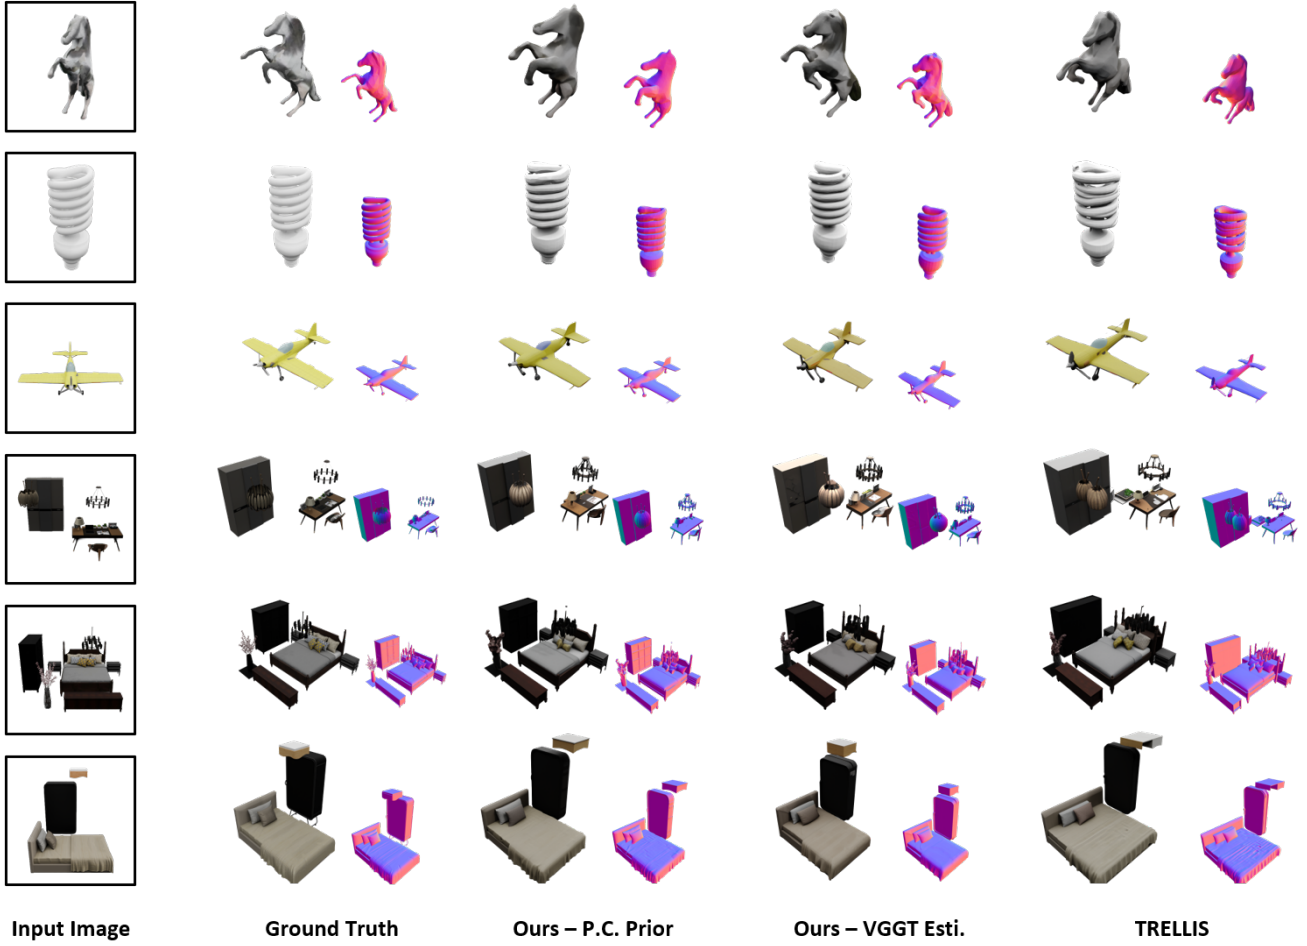 Input Image
Ground Truth
Ours – P.C. Prior
Ours – VGGT Esti.
TRELLIS